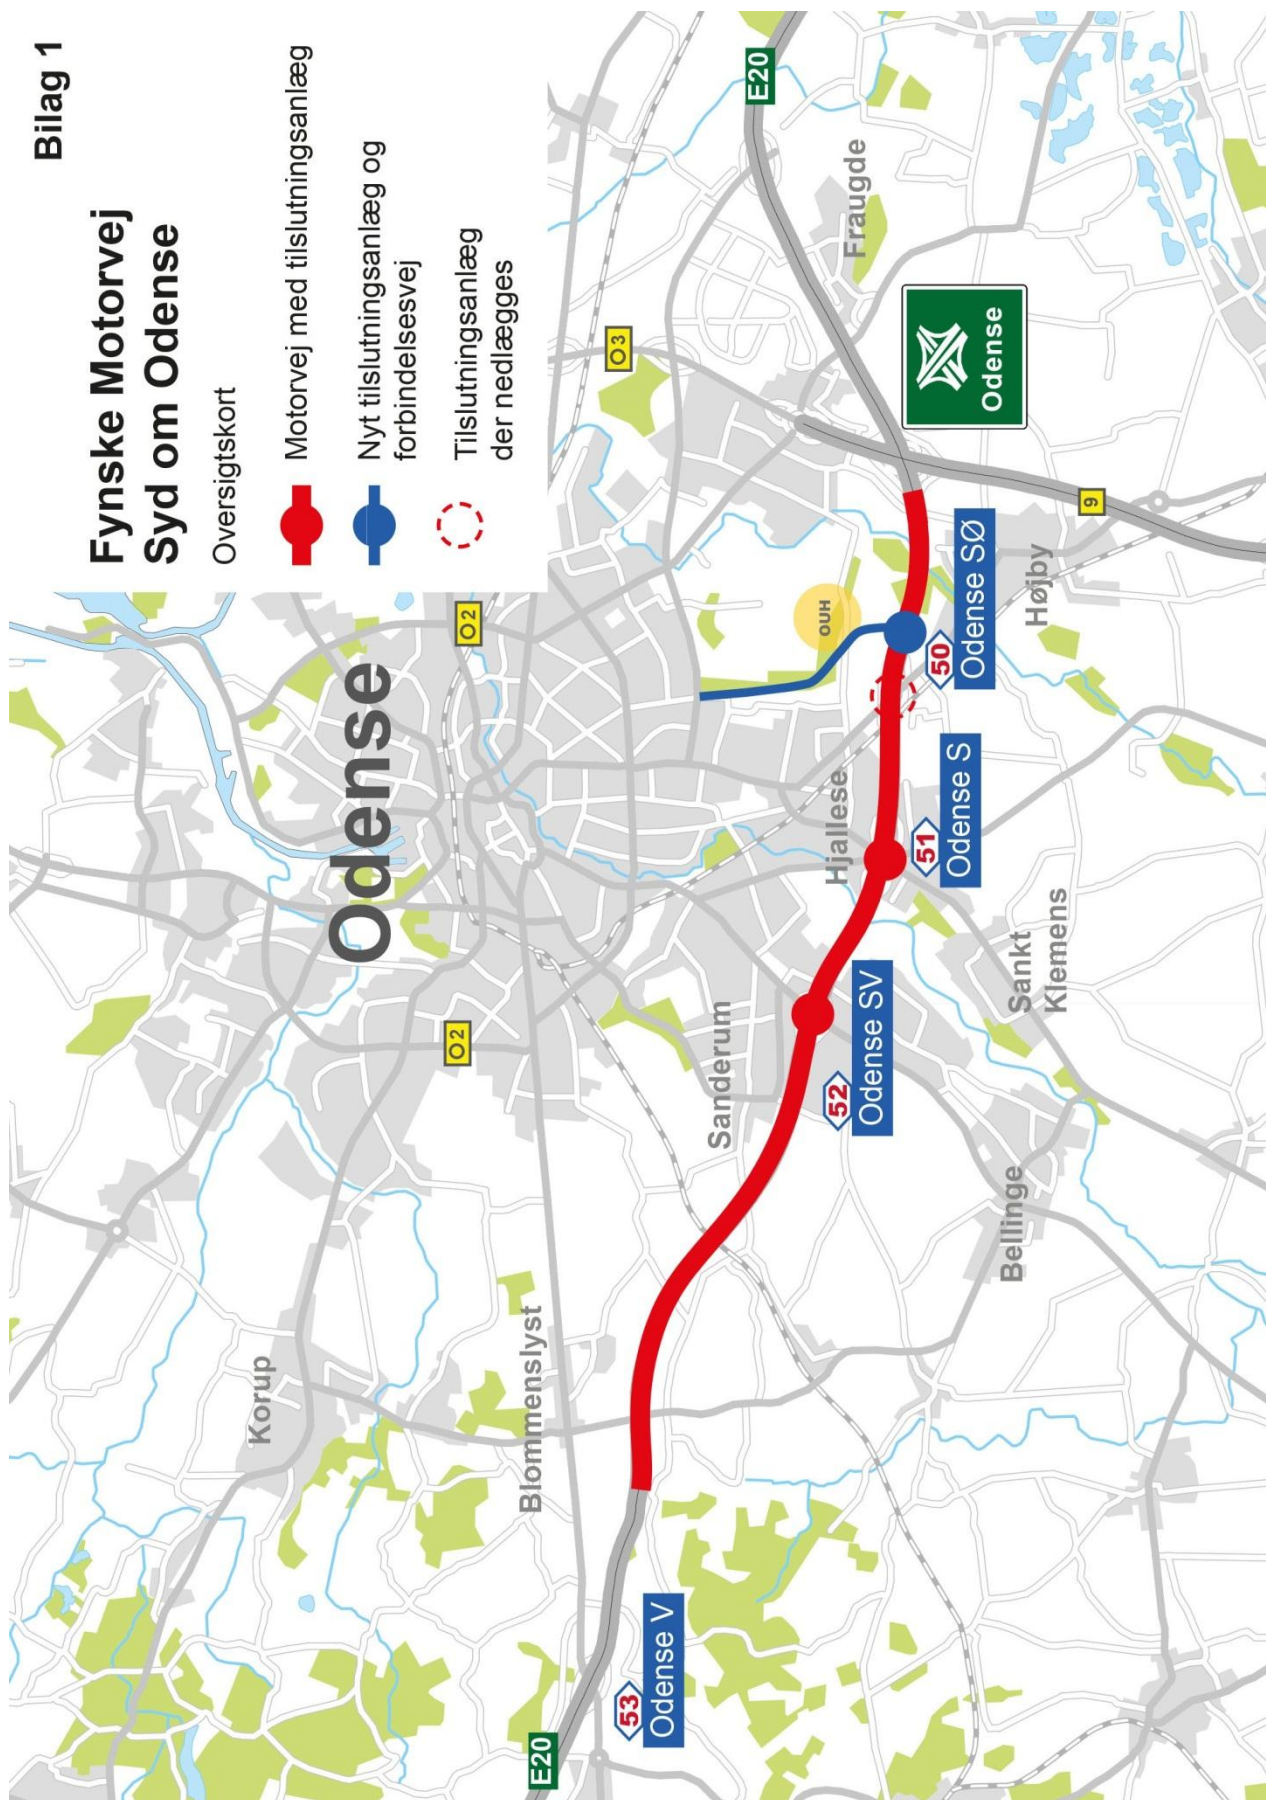 Bilag 1
Fynske Motorvej
Syd om Odense
Oversigtskort
Motorvej med tilslutningsanlæg
Nyt tilslutningsanlæg og
forbindelsesvej
Tilslutningsanlæg
der nedlægges
Odense
O2
O2
O3
E20
Fraugde
Odense
9
OUH
Højby
50
Odense SØ
Hjallese
51
Odense S
Sankt
Klemens
Sanderum
52
Odense SV
Bellinge
Korup
Blommenslyst
53
Odense V
E20